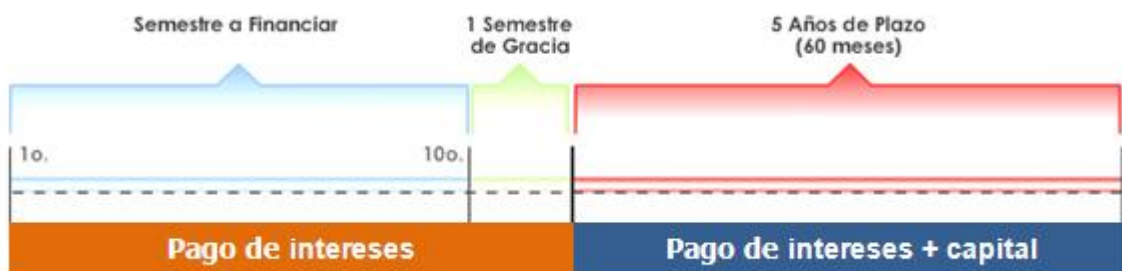 Semestre a Financiar
1 Semestre
de Gracia
5 Años de Plazo
(60 meses)
1o.
10o.
Pago de intereses
Pago de intereses + capital